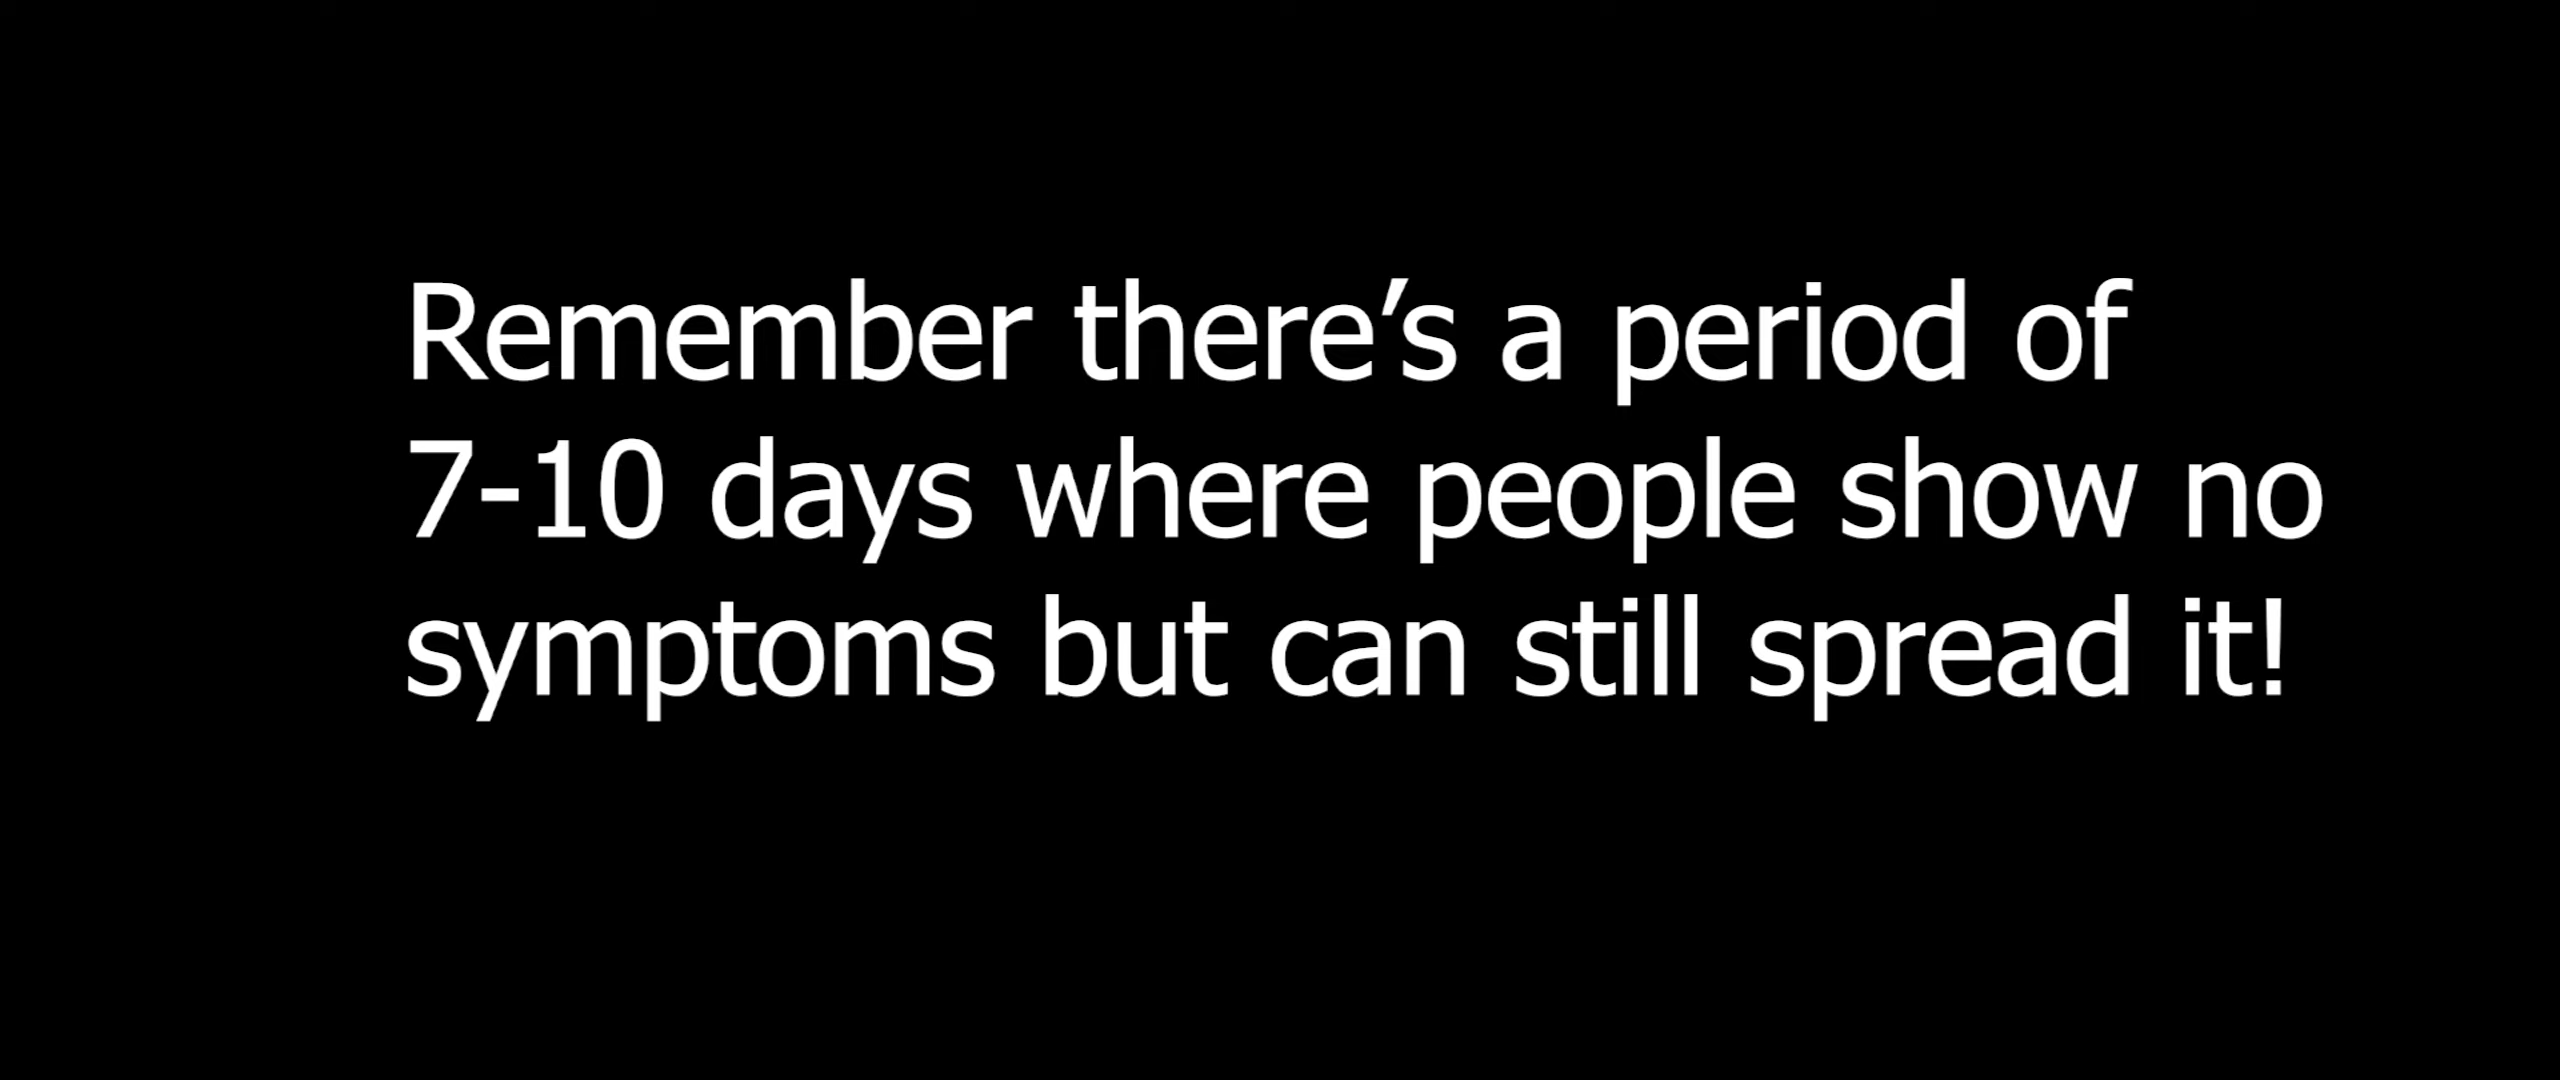 Remember there’s a period of
7-10 days where people show no
symptoms but can still spread it!